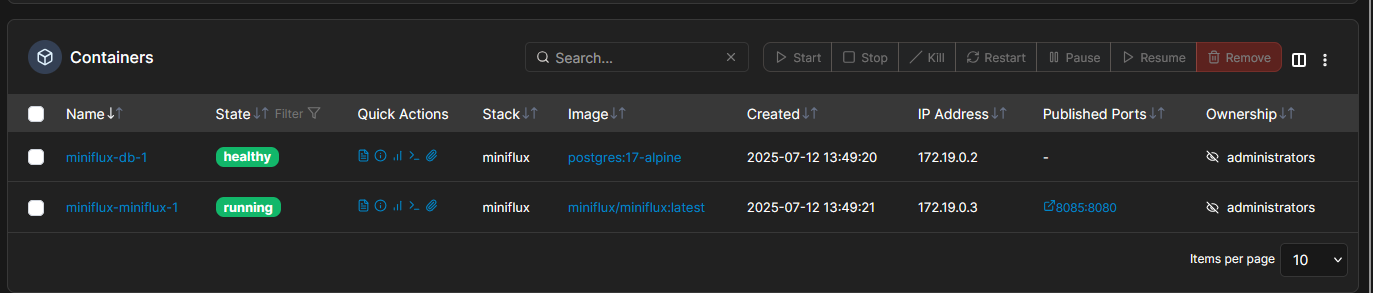 Containers
Search...
Start Stop Kill Restart Pause Resume Remove
Name State Filter Quick Actions Stack Image Created IP Address Published Ports Ownership
miniflux-db-1 healthy miniflux postgres:17-alpine 2025-07-12 13:49:20 172.19.0.2 - administrators
miniflux-miniflux-1 running miniflux miniflux/miniflux:latest 2025-07-12 13:49:21 172.19.0.3 8085:8080 administrators
Items per page 10